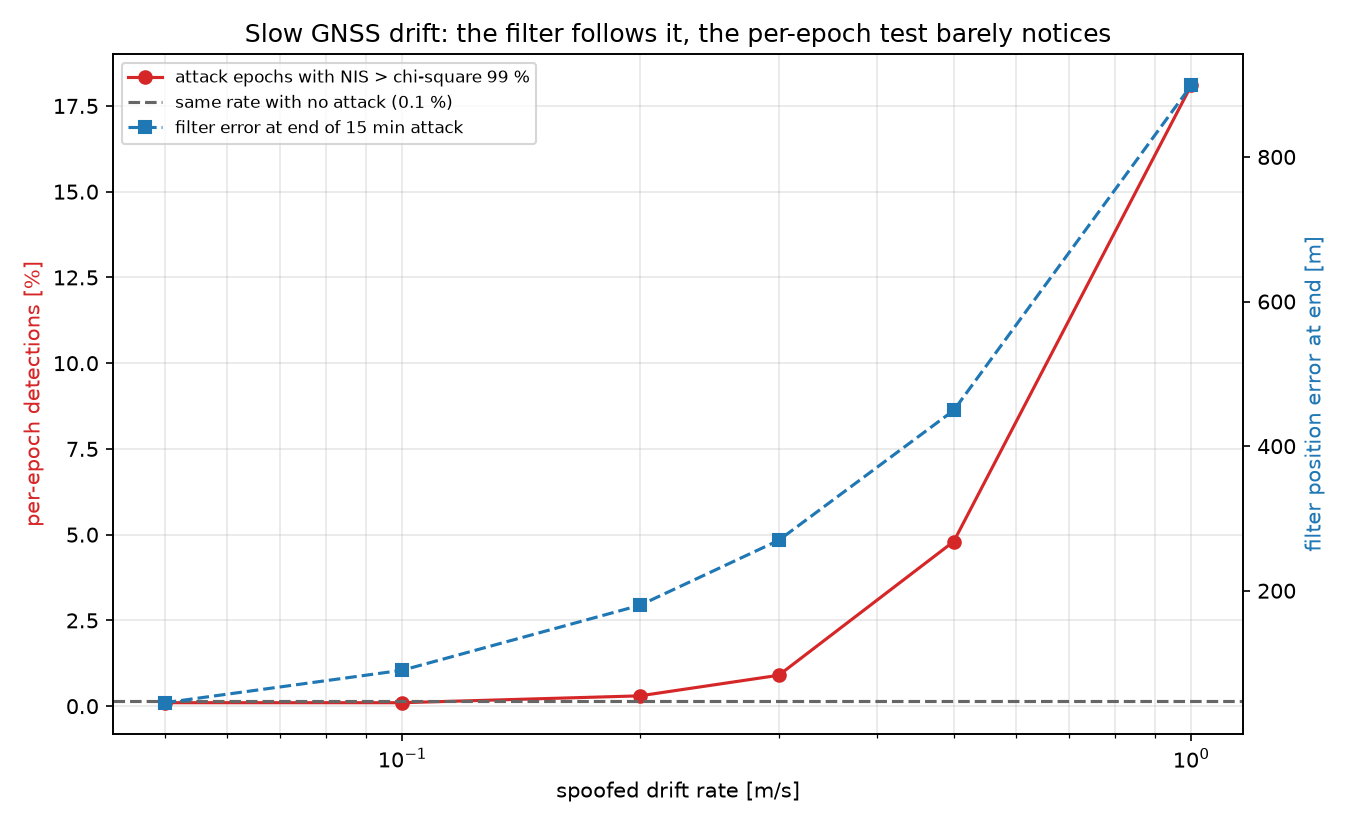 Slow GNSS drift: the filter follows it, the per-epoch test barely notices
attack epochs with NIS > chi-square 99 %
same rate with no attack (0.1 %)
filter error at end of 15 min attack
per-epoch detections [%]
17.5
15.0
12.5
10.0
7.5
5.0
2.5
0.0
800
600
400
200
filter position error at end [m]
10⁻¹
10⁰
spoofed drift rate [m/s]